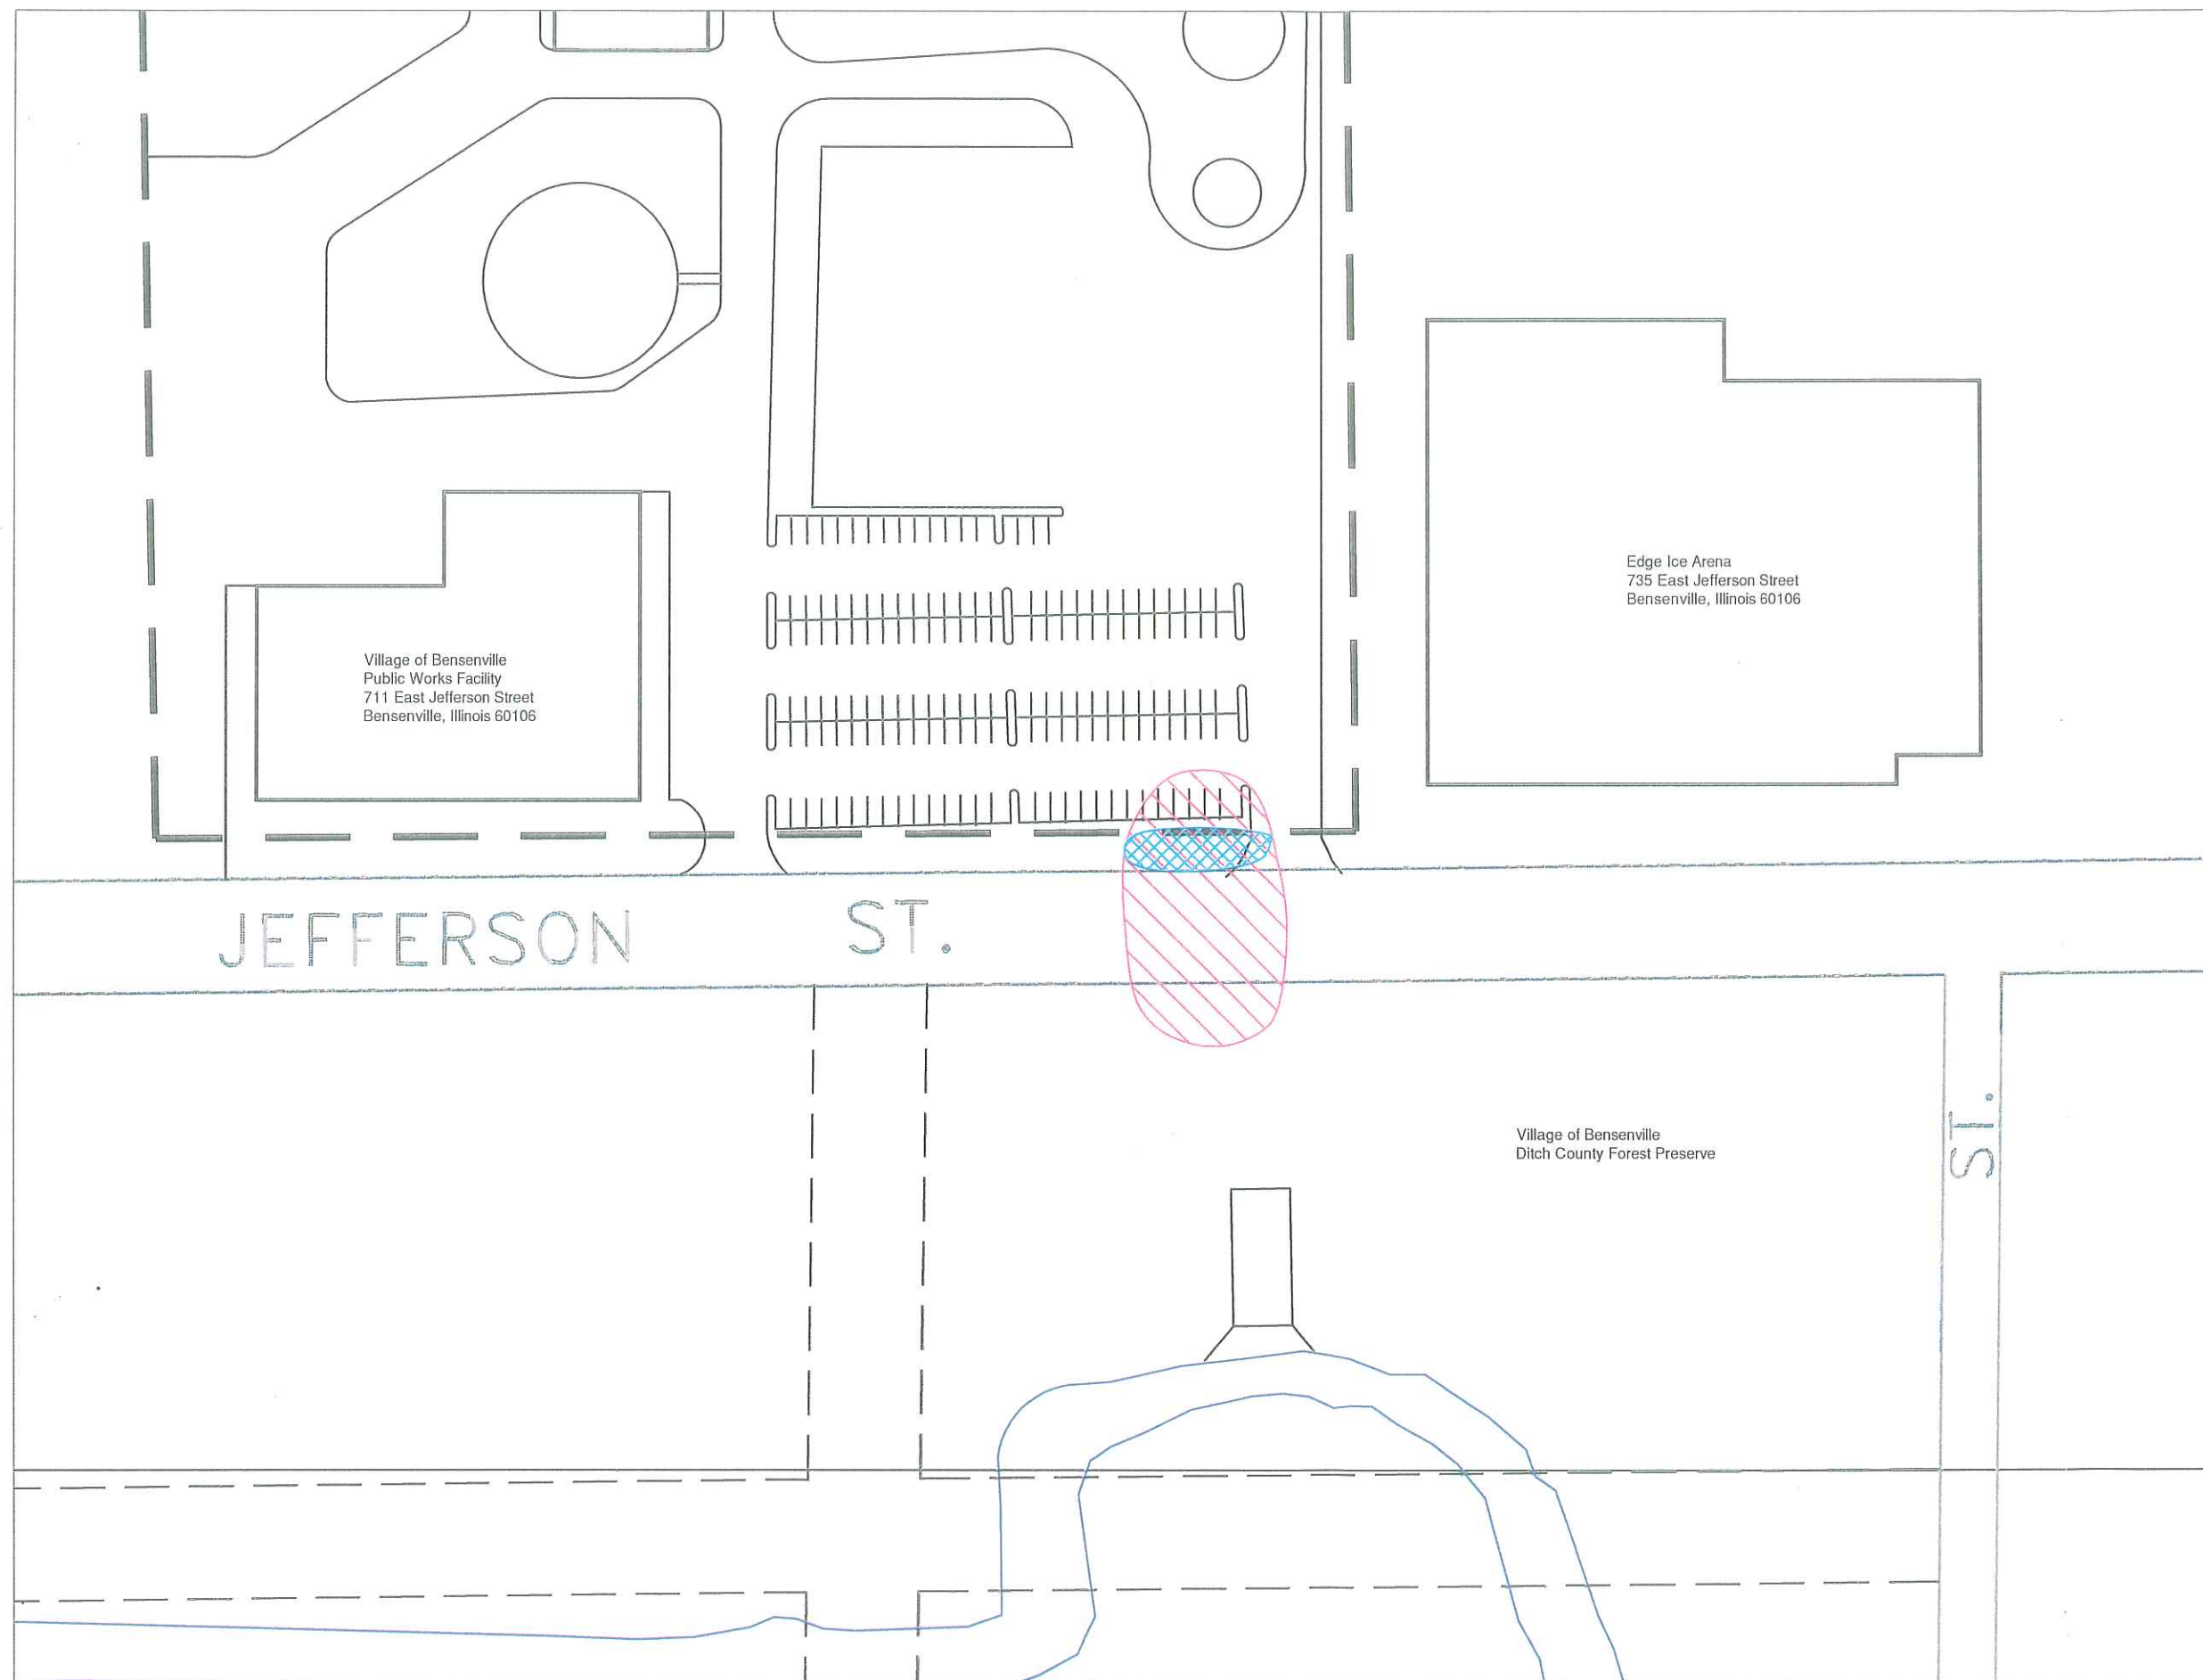 Edge Ice Arena
735 East Jefferson Street
Bensenville, Illinois 60106
Village of Bensenville
Public Works Facility
711 East Jefferson Street
Bensenville, Illinois 60106
JEFFERSON ST.
Village of Bensenville
Ditch County Forest Preserve
ST.